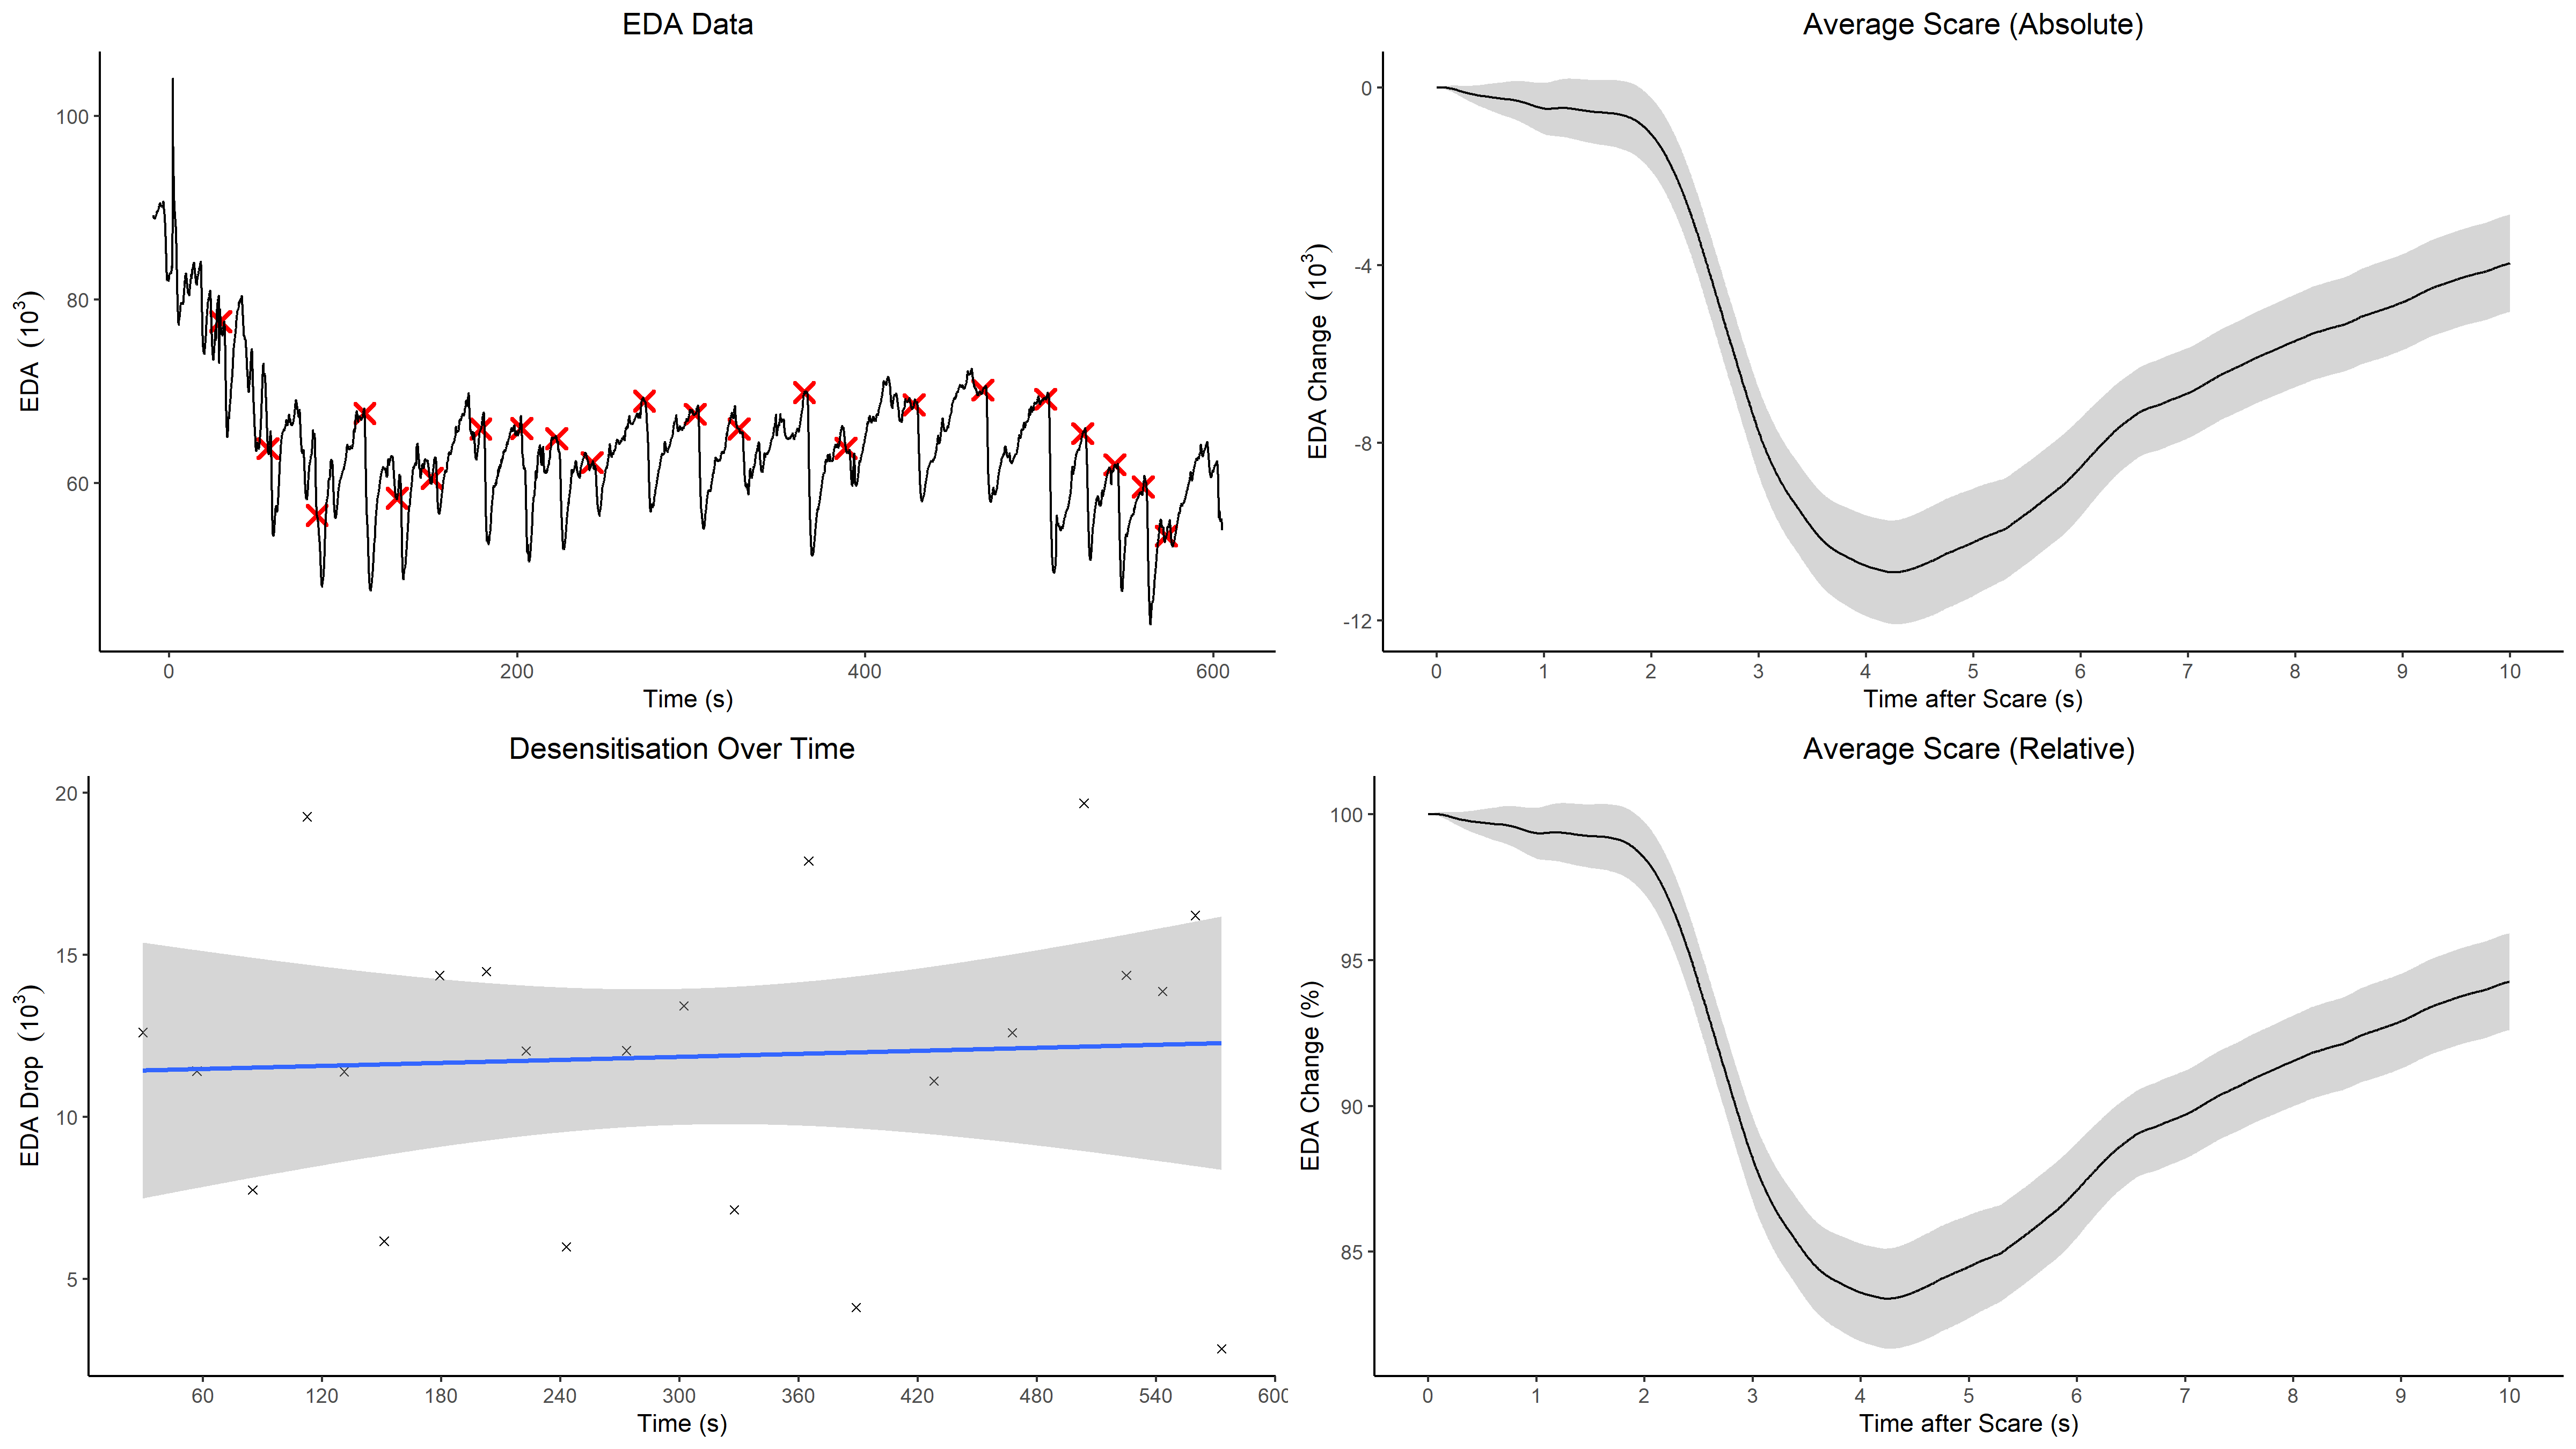 EDA Data
EDA (10³)
100
80
60
0 200 400 600
Time (s)
Average Scare (Absolute)
EDA Change (10³)
0
-4
-8
-12
0 1 2 3 4 5 6 7 8 9 10
Time after Scare (s)
Desensitisation Over Time
EDA Drop (10³)
20
15
10
5
60 120 180 240 300 360 420 480 540 600
Time (s)
Average Scare (Relative)
EDA Change (%)
100
95
90
85
0 1 2 3 4 5 6 7 8 9 10
Time after Scare (s)